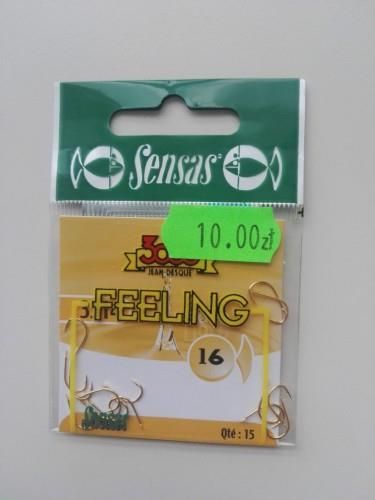 Sensas
10.00zł
3000
JEAN DESQUE
FEELING
16
Sensas
Qté : 15